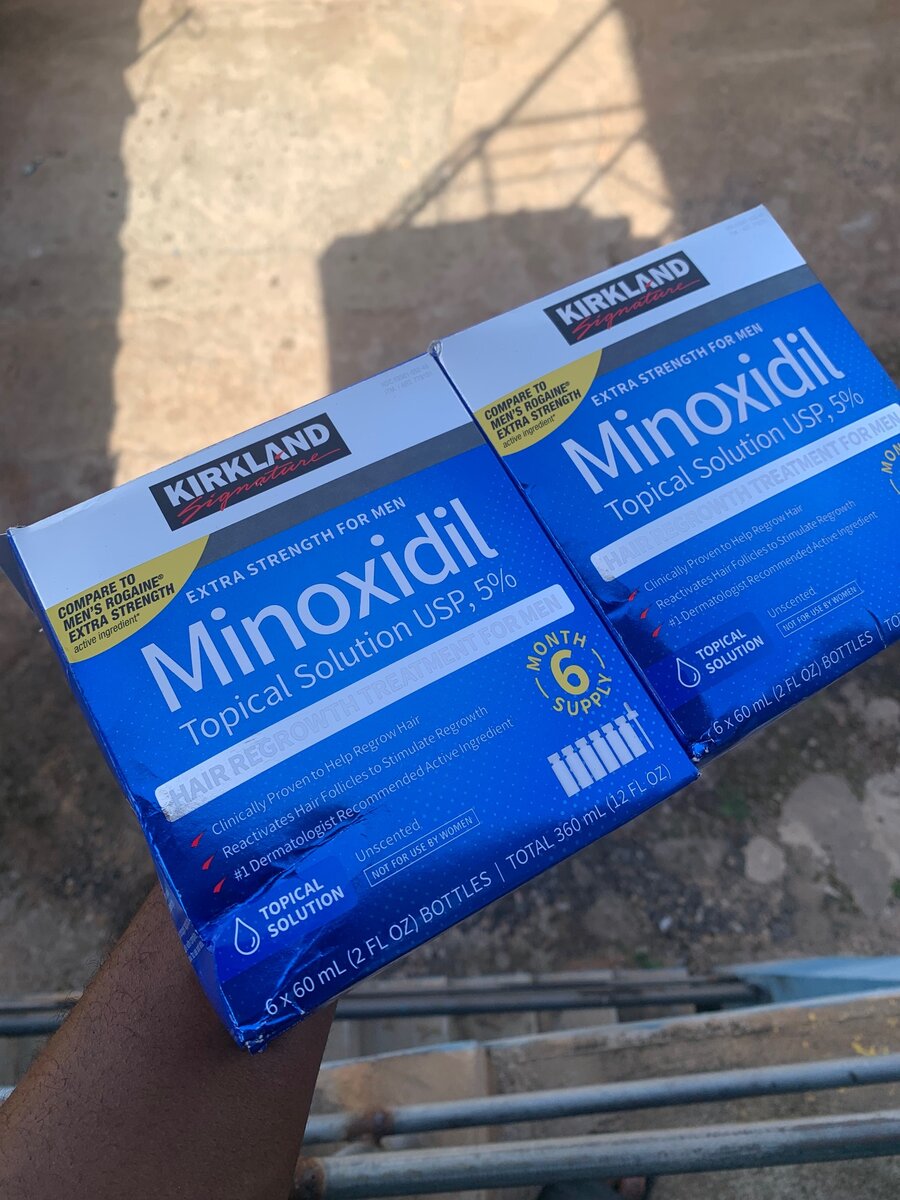 KIRKLAND
Signature
COMPARE TO
MEN'S ROGAINE®
EXTRA STRENGTH
active ingredient*
EXTRA STRENGTH FOR MEN
Minoxidil
Topical Solution USP, 5%
HAIR REGROWTH TREATMENT FOR MEN
MONTH
6
SUPPLY
Clinically Proven to Help Regrow Hair
Reactivates Hair Follicles to Stimulate Regrowth
#1 Dermatologist Recommended Active Ingredient
Unscented
NOT FOR USE BY WOMEN
TOPICAL
SOLUTION
6 x 60 mL (2 FL OZ) BOTTLES | TOTAL 360 mL (12 FL OZ)
KIRKLAND
Signature
COMPARE TO
MEN'S ROGAINE®
EXTRA STRENGTH
active ingredient*
EXTRA STRENGTH FOR MEN
Minoxidil
Topical Solution USP, 5%
HAIR REGROWTH TREATMENT FOR MEN
Clinically Proven to Help Regrow Hair
Reactivates Hair Follicles to Stimulate Regrowth
#1 Dermatologist Recommended Active Ingredient
Unscented
NOT FOR USE BY WOMEN
TOPICAL
SOLUTION
6 x 60 mL (2 FL OZ) BOTTLES |